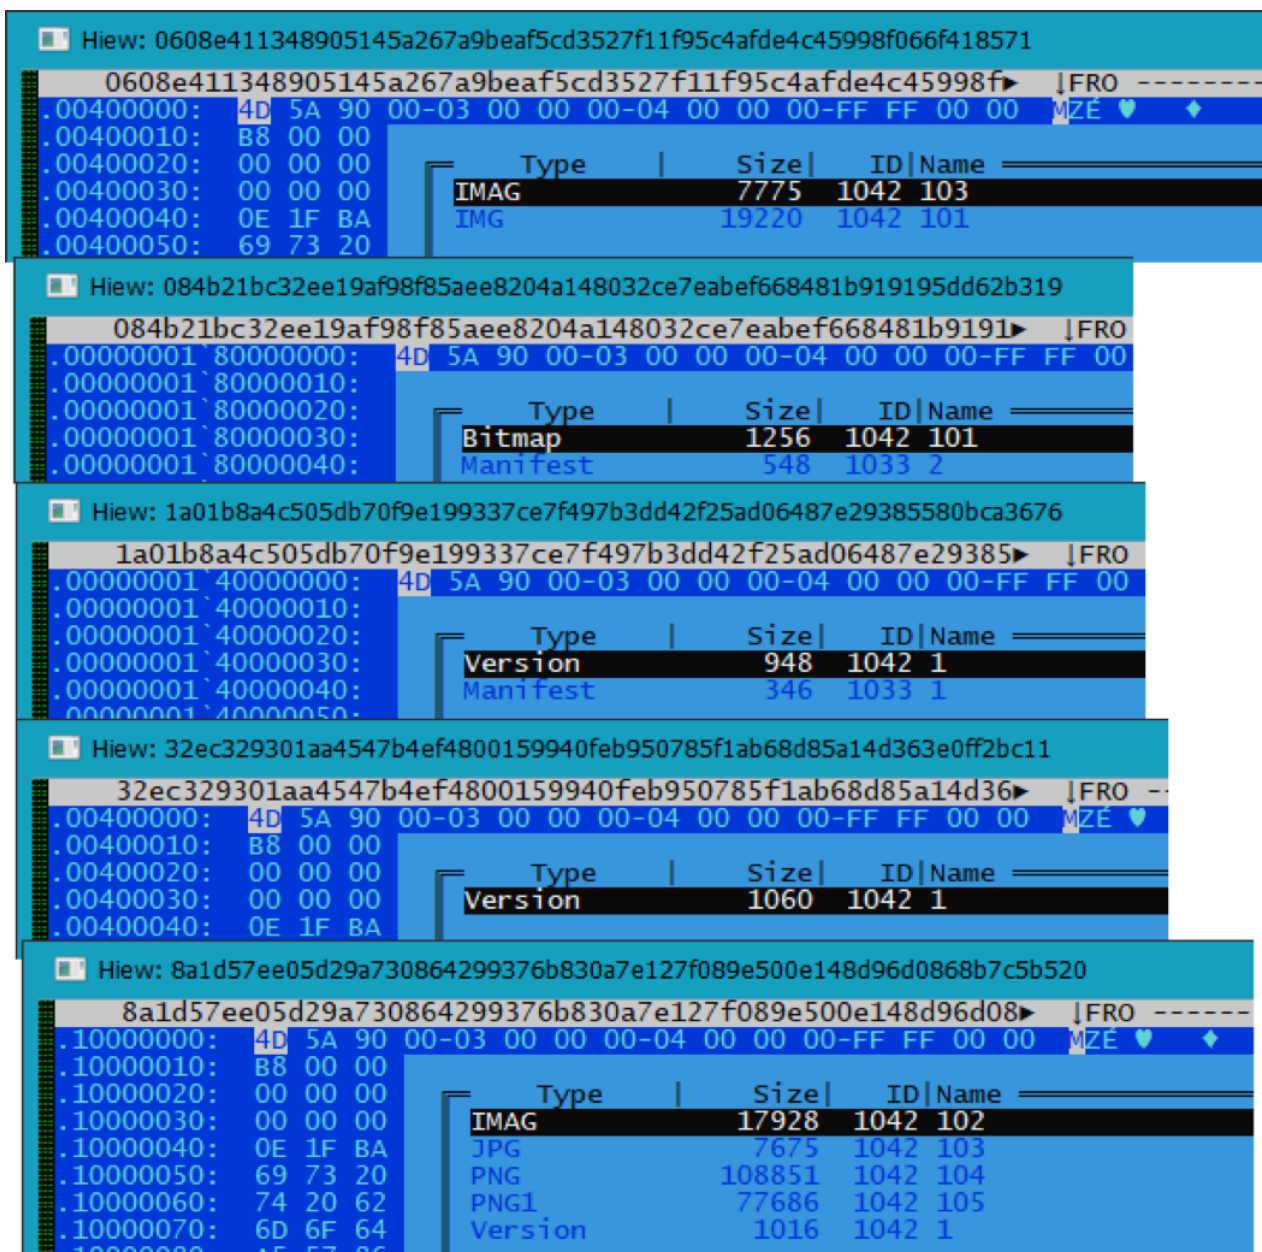 Hiew: 0608e411348905145a267a9beaf5cd3527f11f95c4afde4c45998f066f418571
0608e411348905145a267a9beaf5cd3527f11f95c4afde4c45998f► ↓FRO --------
.00400000: 4D 5A 90 00-03 00 00 00-04 00 00 00-FF FF 00 00 MZÉ ♥ ♦
.00400010: B8 00 00
.00400020: 00 00 00 Type | Size| ID|Name
.00400030: 00 00 00 IMAG 7775 1042 103
.00400040: 0E 1F BA IMG 19220 1042 101
.00400050: 69 73 20
Hiew: 084b21bc32ee19af98f85aee8204a148032ce7eabef668481b919195dd62b319
084b21bc32ee19af98f85aee8204a148032ce7eabef668481b9191► ↓FRO
.00000001`80000000: 4D 5A 90 00-03 00 00 00-04 00 00 00-FF FF 00
.00000001`80000010:
.00000001`80000020: Type | Size| ID|Name
.00000001`80000030: Bitmap 1256 1042 101
.00000001`80000040: Manifest 548 1033 2
Hiew: 1a01b8a4c505db70f9e199337ce7f497b3dd42f25ad06487e29385580bca3676
1a01b8a4c505db70f9e199337ce7f497b3dd42f25ad06487e29385► ↓FRO
.00000001`40000000: 4D 5A 90 00-03 00 00 00-04 00 00 00-FF FF 00
.00000001`40000010:
.00000001`40000020: Type | Size| ID|Name
.00000001`40000030: Version 948 1042 1
.00000001`40000040: Manifest 346 1033 1
.00000001`40000050:
Hiew: 32ec329301aa4547b4ef4800159940feb950785f1ab68d85a14d363e0ff2bc11
32ec329301aa4547b4ef4800159940feb950785f1ab68d85a14d36► ↓FRO --
.00400000: 4D 5A 90 00-03 00 00 00-04 00 00 00-FF FF 00 00 MZÉ ♥
.00400010: B8 00 00
.00400020: 00 00 00 Type | Size| ID|Name
.00400030: 00 00 00 Version 1060 1042 1
.00400040: 0E 1F BA
Hiew: 8a1d57ee05d29a730864299376b830a7e127f089e500e148d96d0868b7c5b520
8a1d57ee05d29a730864299376b830a7e127f089e500e148d96d08► ↓FRO ------
.10000000: 4D 5A 90 00-03 00 00 00-04 00 00 00-FF FF 00 00 MZÉ ♥ ♦
.10000010: B8 00 00
.10000020: 00 00 00 Type | Size| ID|Name
.10000030: 00 00 00 IMAG 17928 1042 102
.10000040: 0E 1F BA JPG 7675 1042 103
.10000050: 69 73 20 PNG 108851 1042 104
.10000060: 74 20 62 PNG1 77686 1042 105
.10000070: 6D 6F 64 Version 1016 1042 1